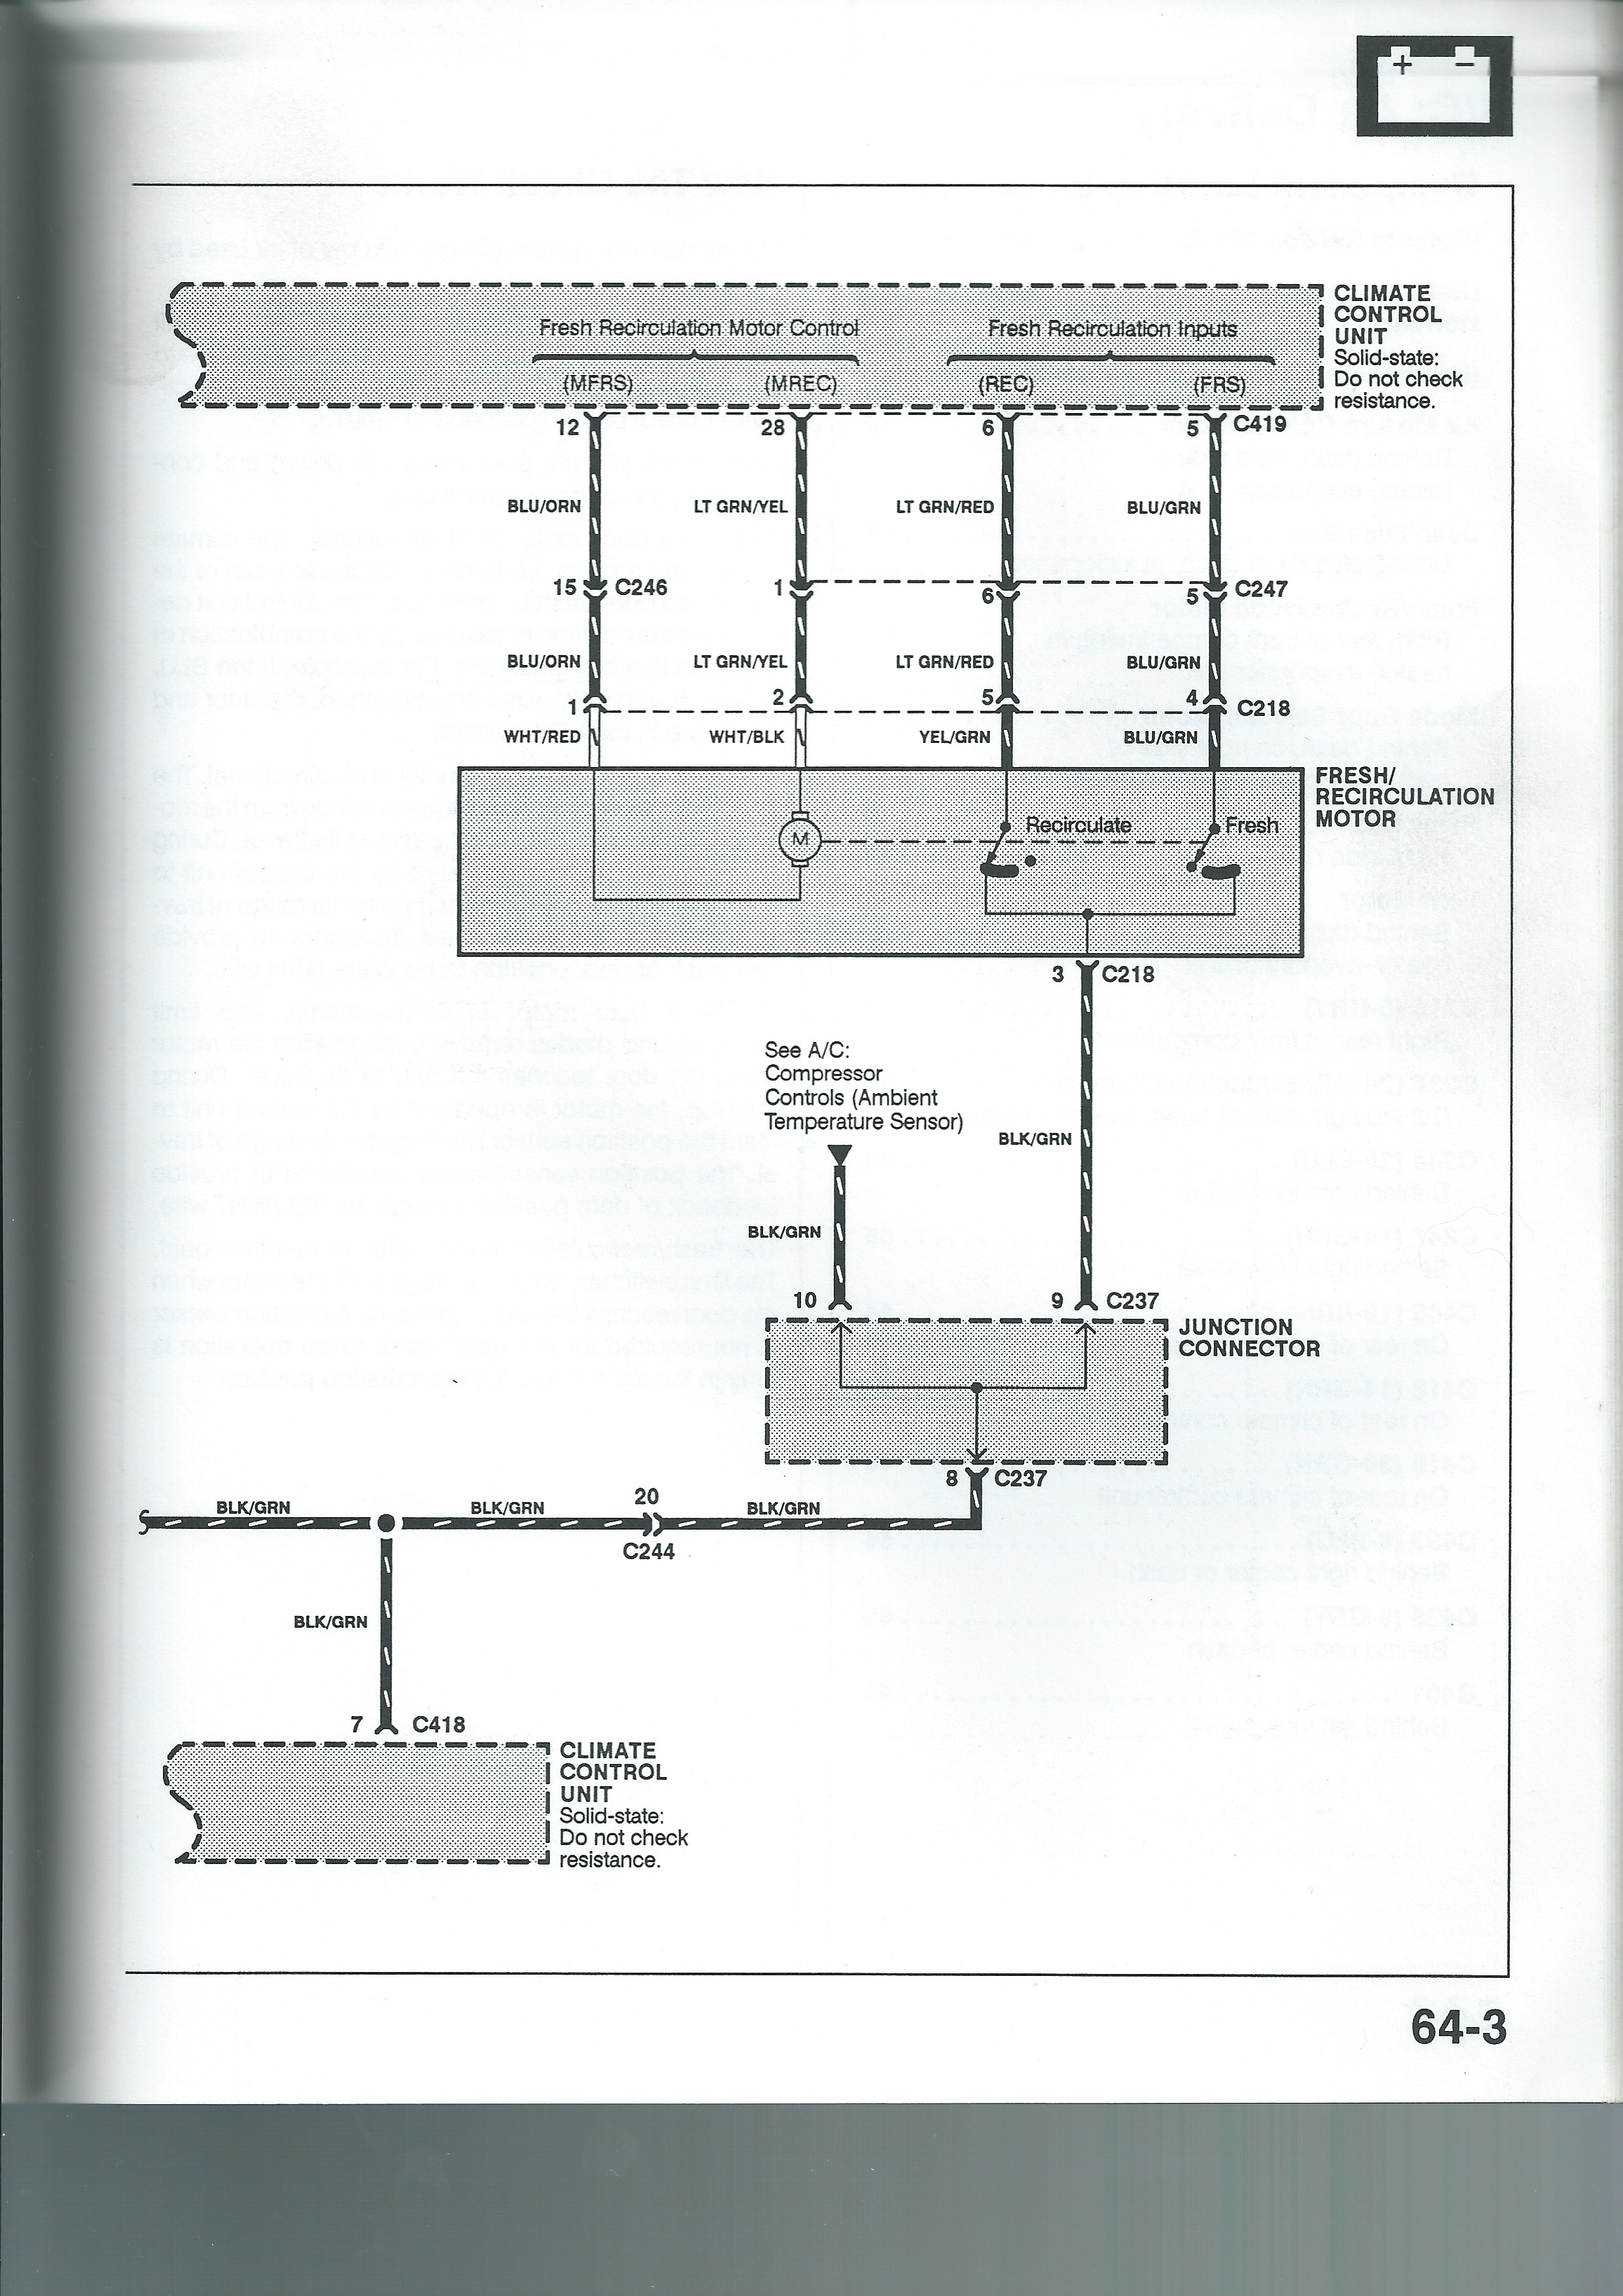 + −
CLIMATE
CONTROL
UNIT
Solid-state:
Do not check
resistance.
Fresh Recirculation Motor Control
Fresh Recirculation Inputs
(MFRS) (MREC) (REC) (FRS)
12 28 6 5 C419
BLU/ORN LT GRN/YEL LT GRN/RED BLU/GRN
15 C246 1 6 5 C247
BLU/ORN LT GRN/YEL LT GRN/RED BLU/GRN
1 2 5 4 C218
WHT/RED WHT/BLK YEL/GRN BLU/GRN
FRESH/
RECIRCULATION
MOTOR
M Recirculate Fresh
3 C218
See A/C:
Compressor
Controls (Ambient
Temperature Sensor)
BLK/GRN
BLK/GRN
10 9 C237
JUNCTION
CONNECTOR
8 C237
BLK/GRN BLK/GRN 20 BLK/GRN
C244
BLK/GRN
7 C418
CLIMATE
CONTROL
UNIT
Solid-state:
Do not check
resistance.
64-3